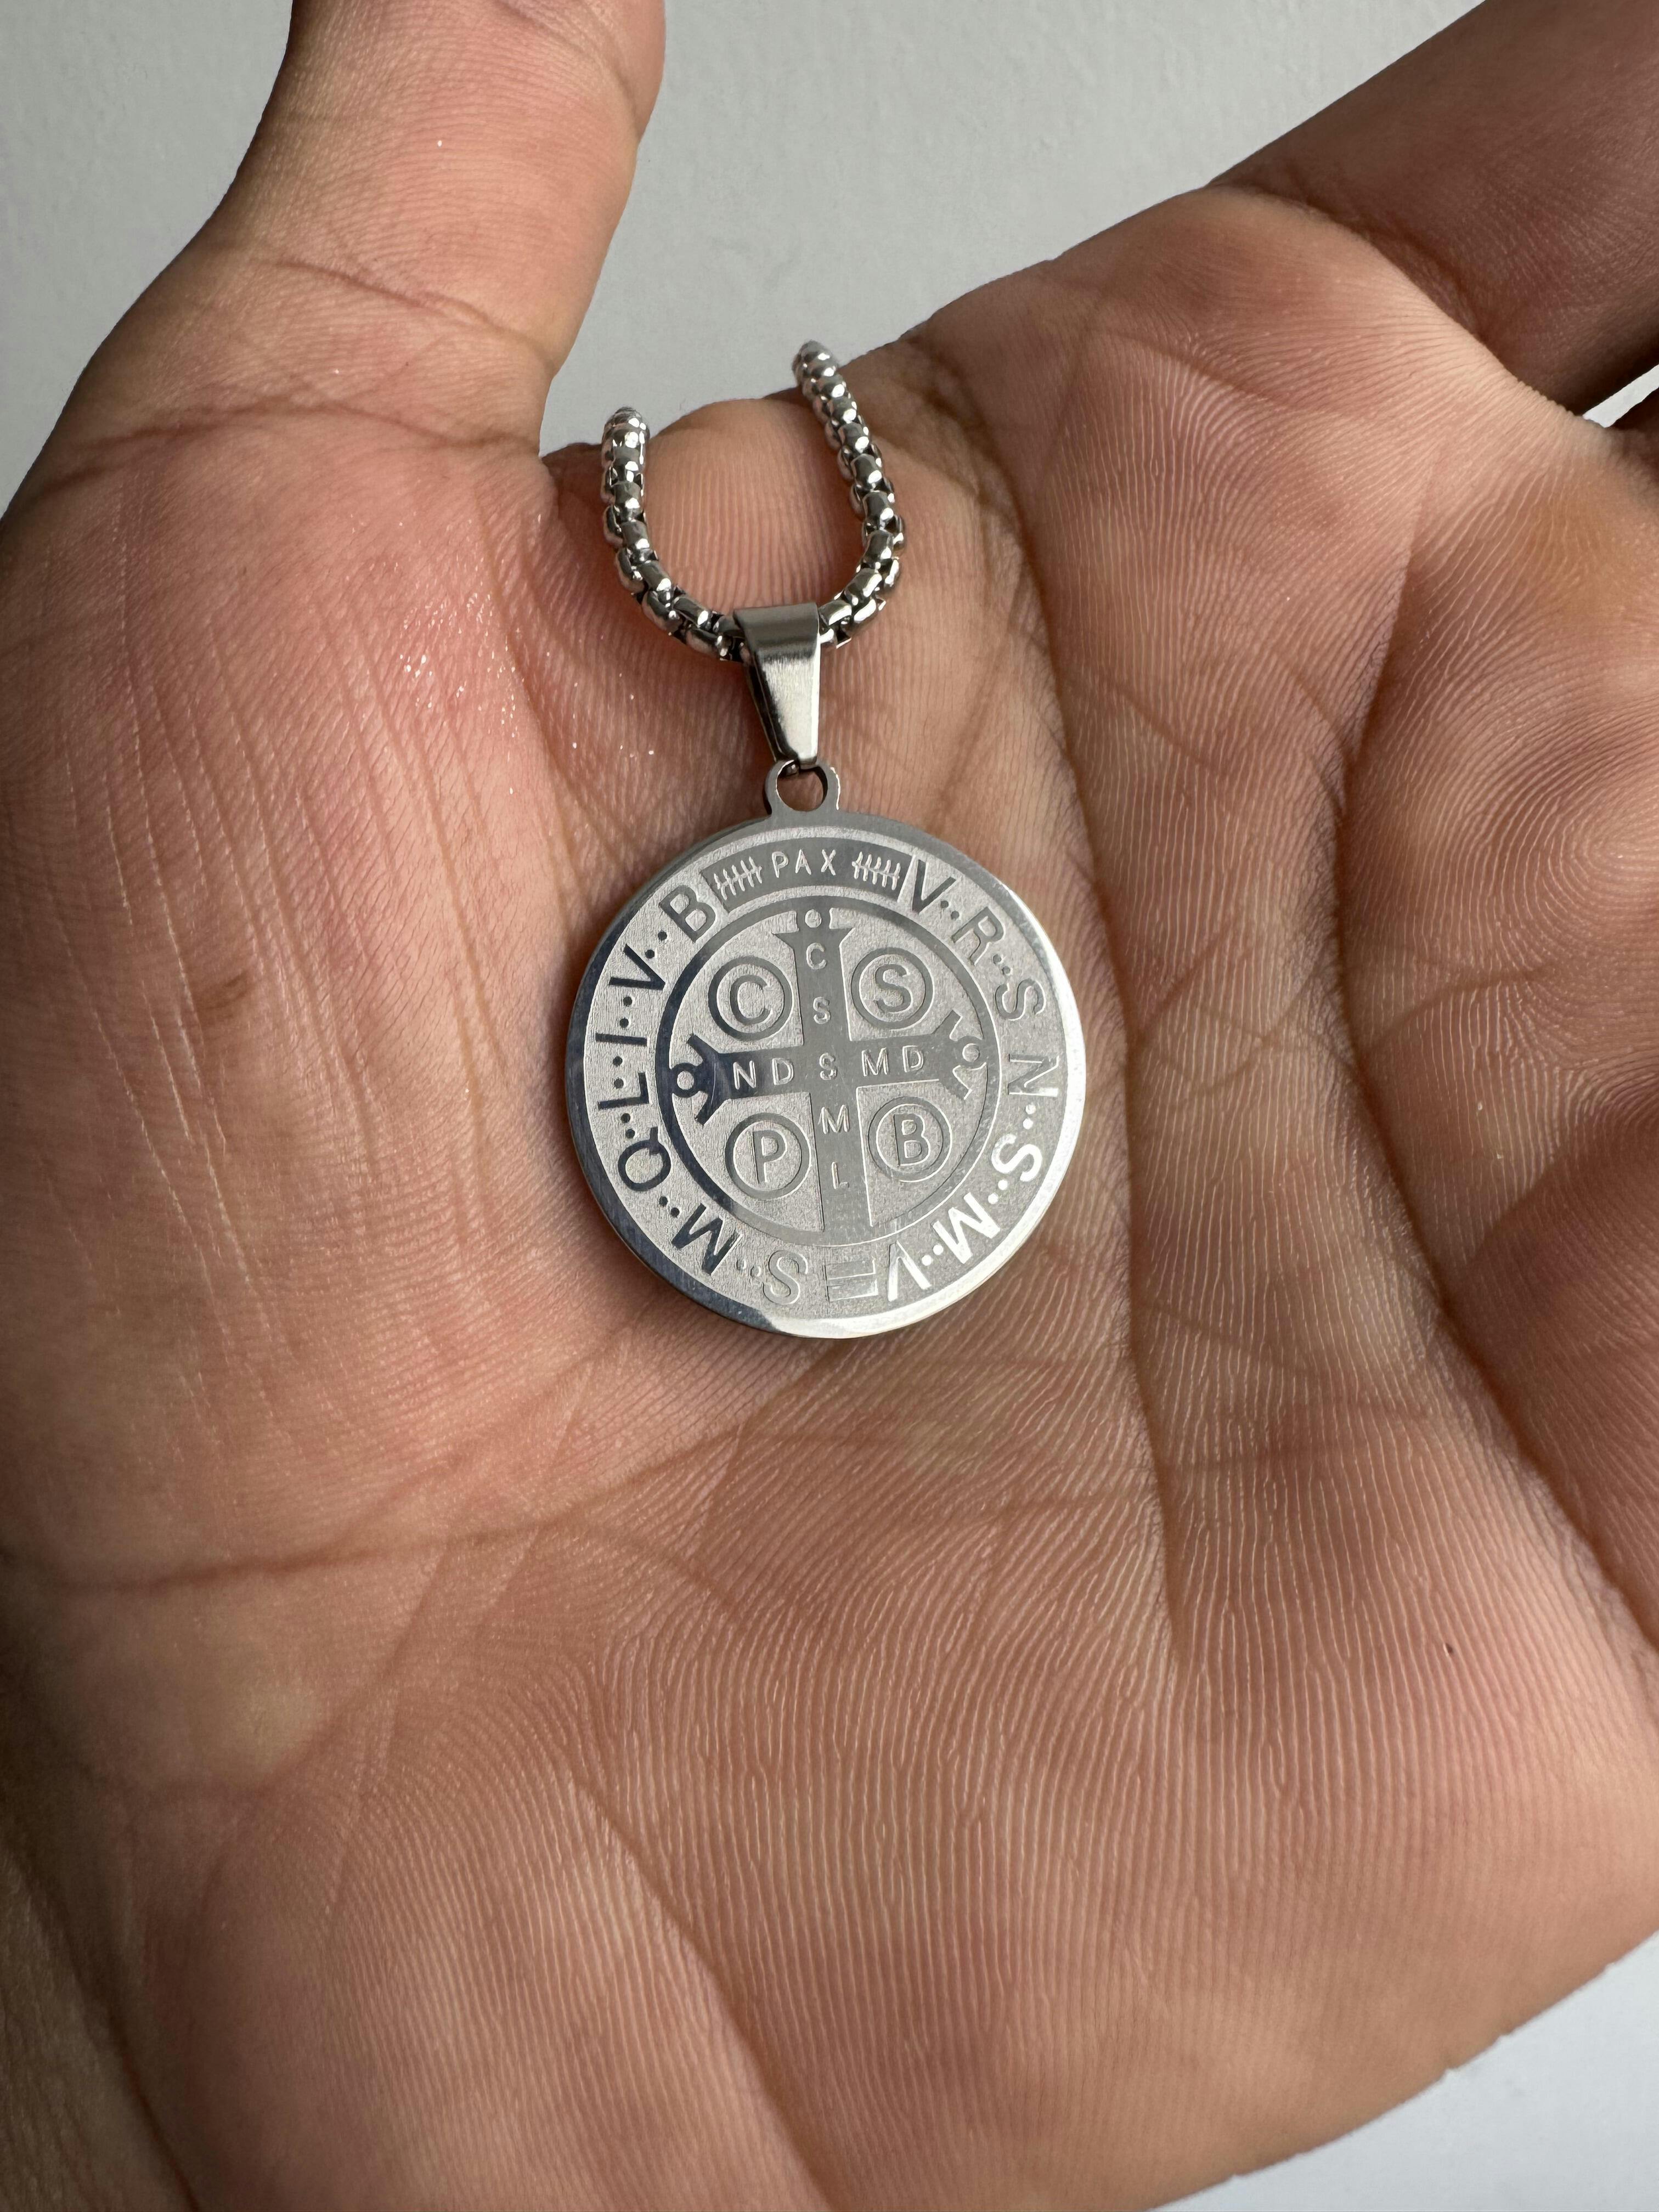 PAX
V··R··S N··S··M··V S··M··Q··L··I··V··B
C S
C
S
N D S M D
M
L
P B